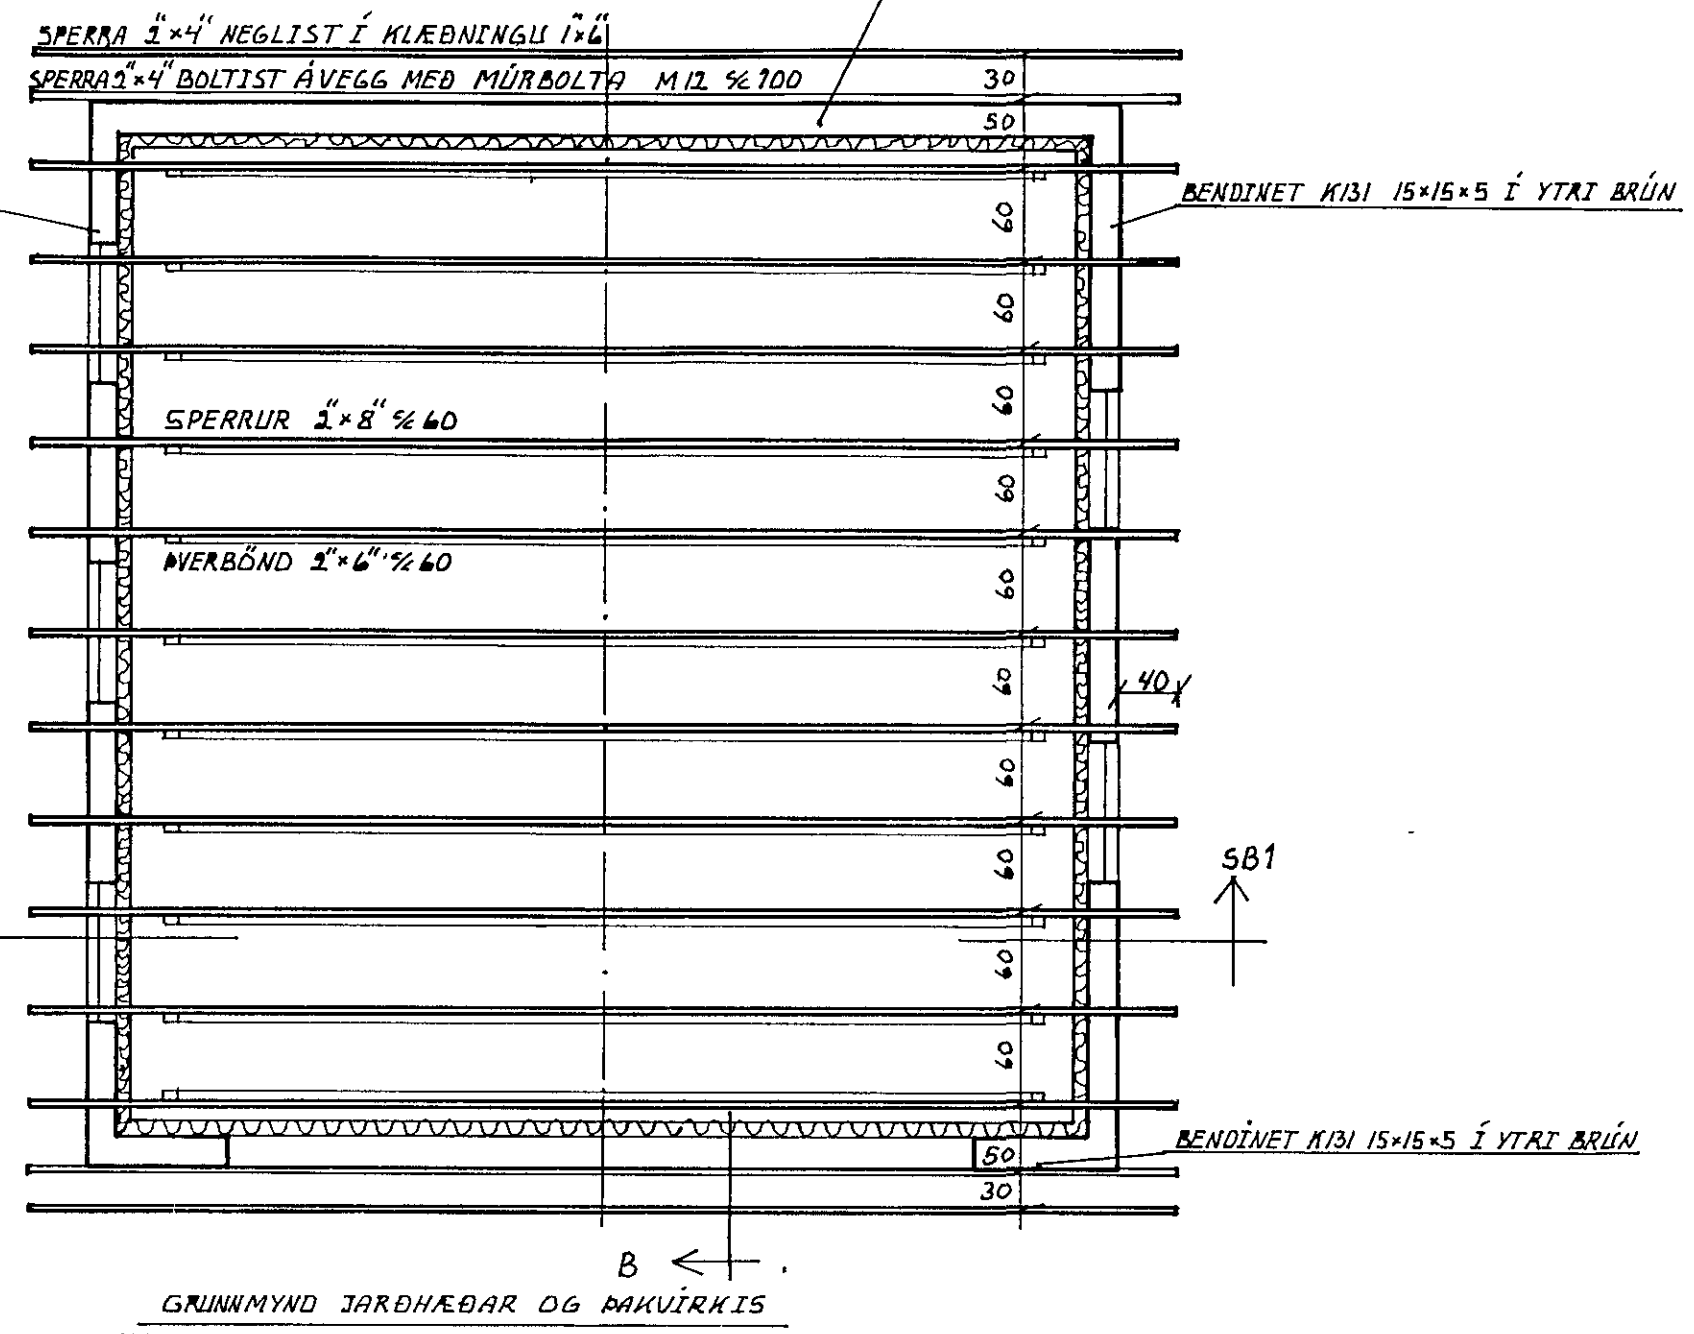 SPERRA 2"×4" NEGLIST Í KLÆÐNINGU 1"×6"
SPERRA 2"×4" BOLTIST Á VEGG MEÐ MÚRBOLTA M12 c/c 100
30
50
BENDINET K131 15×15×5 Í YTRI BRÚN
60
60
60
SPERRUR 2"×8" c/c 60
60
ÞVERBÖND 2"×6" c/c 60
60
60
40
60
60
SB1
60
60
BENDINET K131 15×15×5 Í YTRI BRÚN
50
30
B
GRUNNMYND JARÐHÆÐAR OG ÞAKVIRKIS